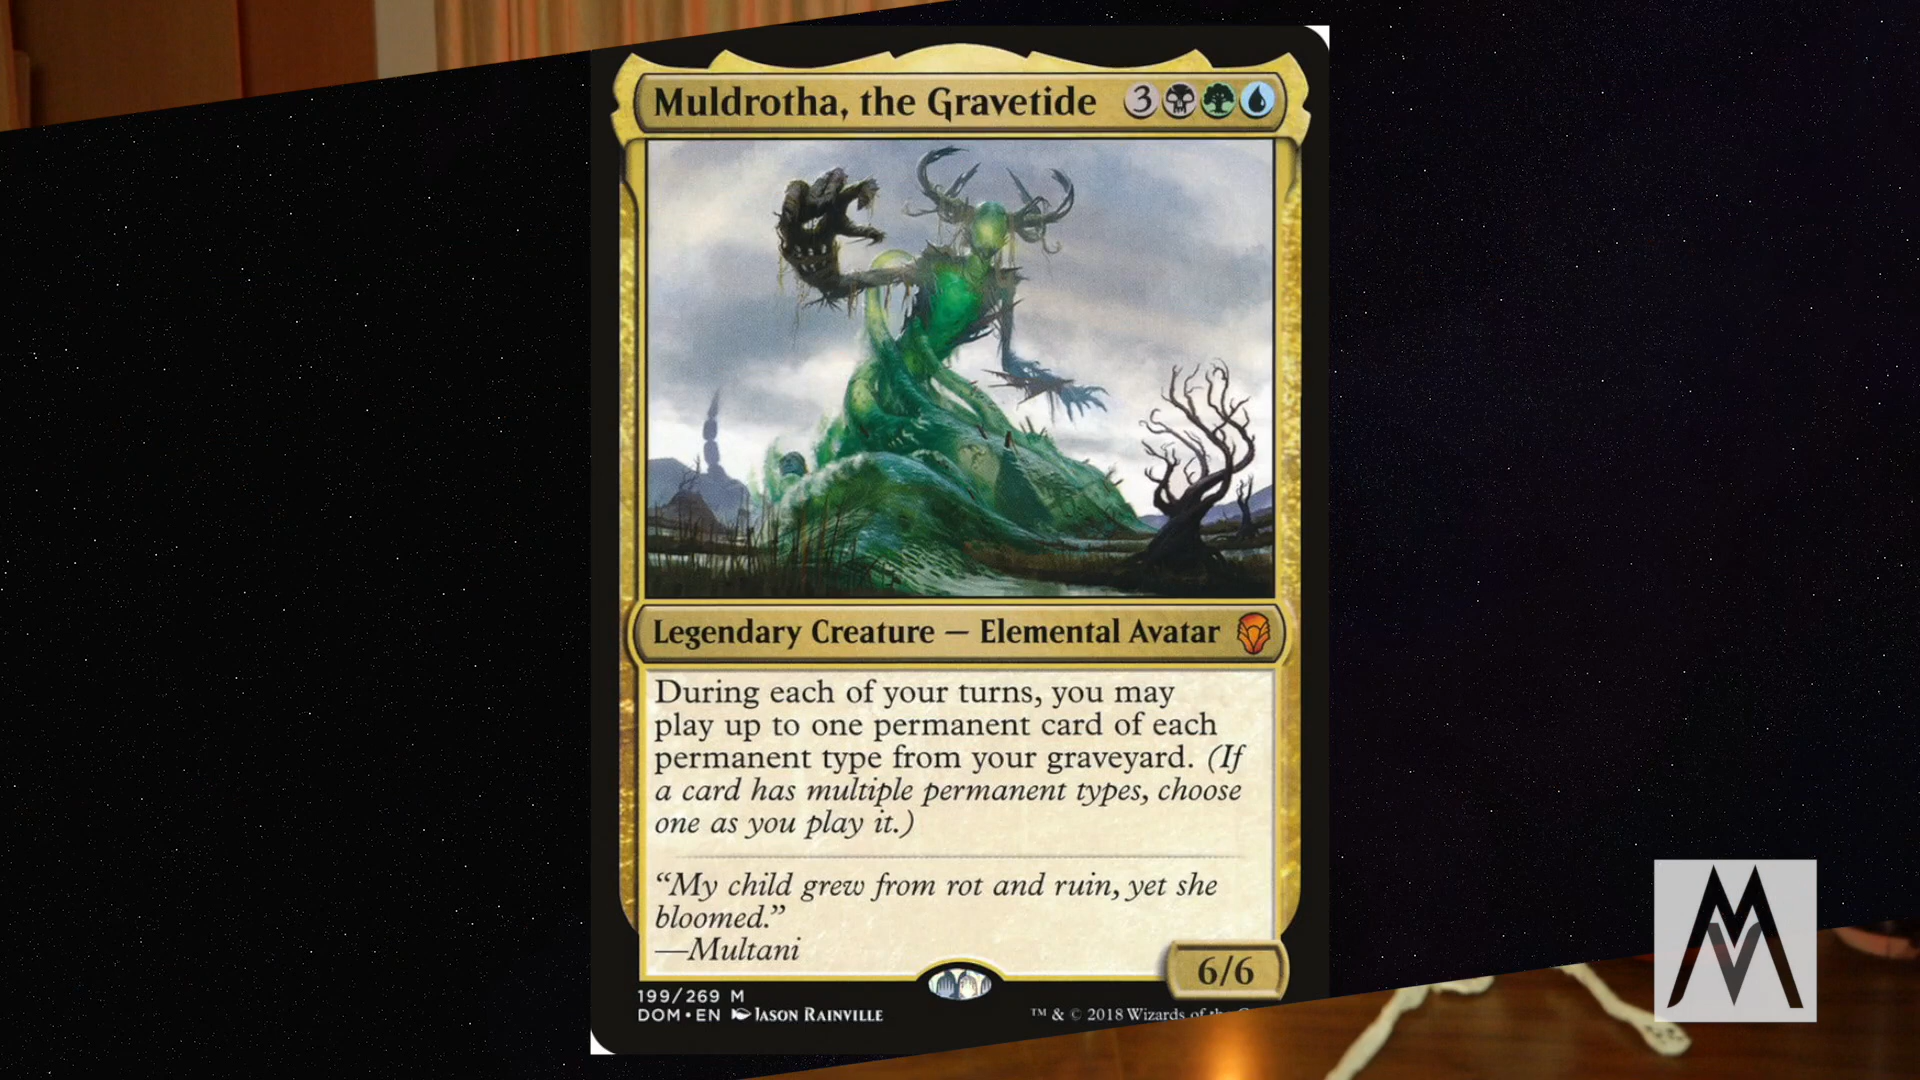 Muldrotha, the Gravetide 3
Legendary Creature — Elemental Avatar
During each of your turns, you may
play up to one permanent card of each
permanent type from your graveyard. (If
a card has multiple permanent types, choose
one as you play it.)
“My child grew from rot and ruin, yet she
bloomed.”
—Multani
6/6
199/269 M
DOM • EN JASON RAINVILLE
™ & © 2018 Wizards of